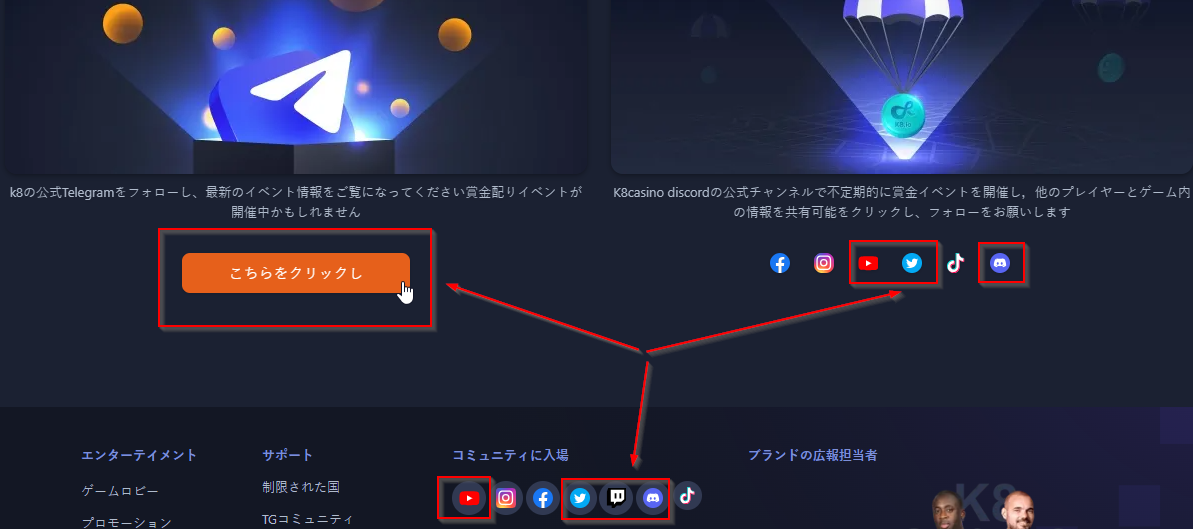 K8.io
k8の公式Telegramをフォローし、最新のイベント情報をご覧になってください賞金配りイベントが
開催中かもしれません
K8casino discordの公式チャンネルで不定期的に賞金イベントを開催し，他のプレイヤーとゲーム内
の情報を共有可能をクリックし、フォローをお願いします
こちらをクリックし
エンターテイメント
サポート
コミュニティに入場
ブランドの広報担当者
ゲームロビー
制限された国
プロモーション
TGコミュニティ
K8